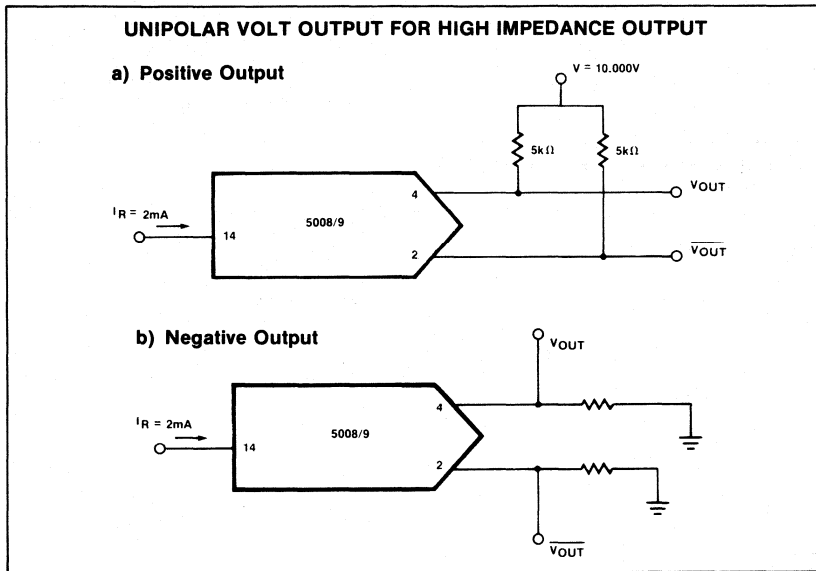 UNIPOLAR VOLT OUTPUT FOR HIGH IMPEDANCE OUTPUT
a) Positive Output
V = 10.000V
5kΩ
5kΩ
4
VOUT
IR = 2mA
5008/9
14
2
VOUT
b) Negative Output
VOUT
4
IR = 2mA
5008/9
14
2
VOUT